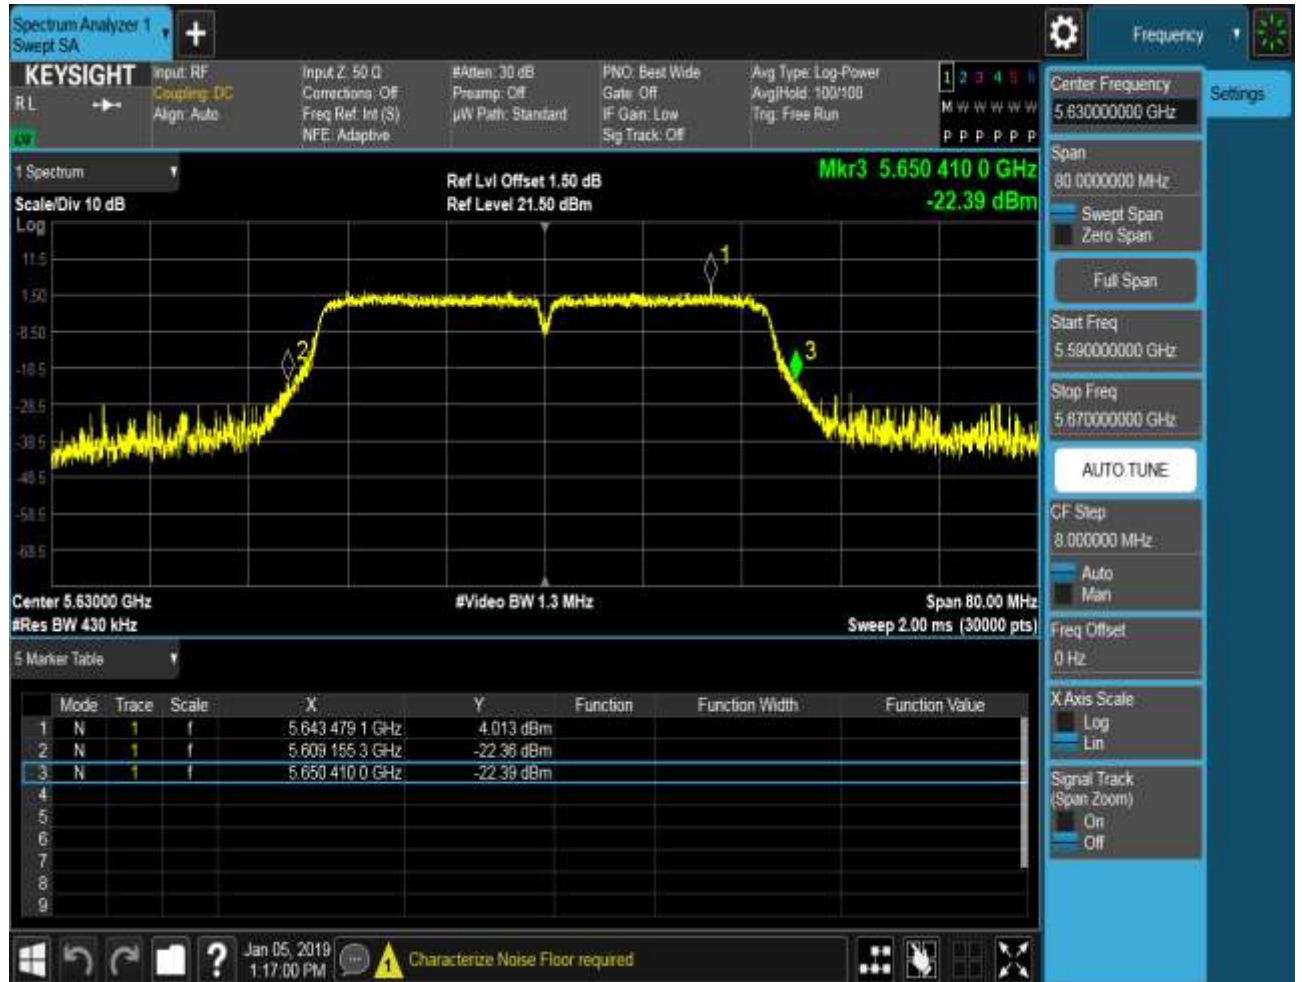 Spectrum Analyzer 1
Swept SA
Frequency
KEYSIGHT
R L
Input: RF
Coupling: DC
Align: Auto
Input Z: 50 Ω
Corrections: Off
Freq Ref: Int (S)
NFE: Adaptive
#Atten: 30 dB
Preamp: Off
µW Path: Standard
PNO: Best Wide
Gate: Off
IF Gain: Low
Sig Track: Off
Avg Type: Log-Power
Avg|Hold: 100/100
Trig: Free Run
1 2 3 4 5 6
M W W W W W
P P P P P P
1 Spectrum
Scale/Div 10 dB
Log
Ref Lvl Offset 1.50 dB
Ref Level 21.50 dBm
Mkr3 5.650 410 0 GHz
-22.39 dBm
11.5
1.50
-8.50
-18.5
-28.5
-38.5
-48.5
-58.5
-68.5
1
2
3
Center 5.63000 GHz
#Video BW 1.3 MHz
Span 80.00 MHz
#Res BW 430 kHz
Sweep 2.00 ms (30000 pts)
5 Marker Table
Mode Trace Scale X Y Function Function Width Function Value
1 N 1 f 5.643 479 1 GHz 4.013 dBm
2 N 1 f 5.609 155 3 GHz -22.36 dBm
3 N 1 f 5.650 410 0 GHz -22.39 dBm
4
5
6
7
8
9
Jan 05, 2019
1:17:00 PM
Characterize Noise Floor required
Settings
Center Frequency
5.630000000 GHz
Span
80.0000000 MHz
Swept Span
Zero Span
Full Span
Start Freq
5.590000000 GHz
Stop Freq
5.670000000 GHz
AUTO TUNE
CF Step
8.000000 MHz
Auto
Man
Freq Offset
0 Hz
X Axis Scale
Log
Lin
Signal Track
(Span Zoom)
On
Off